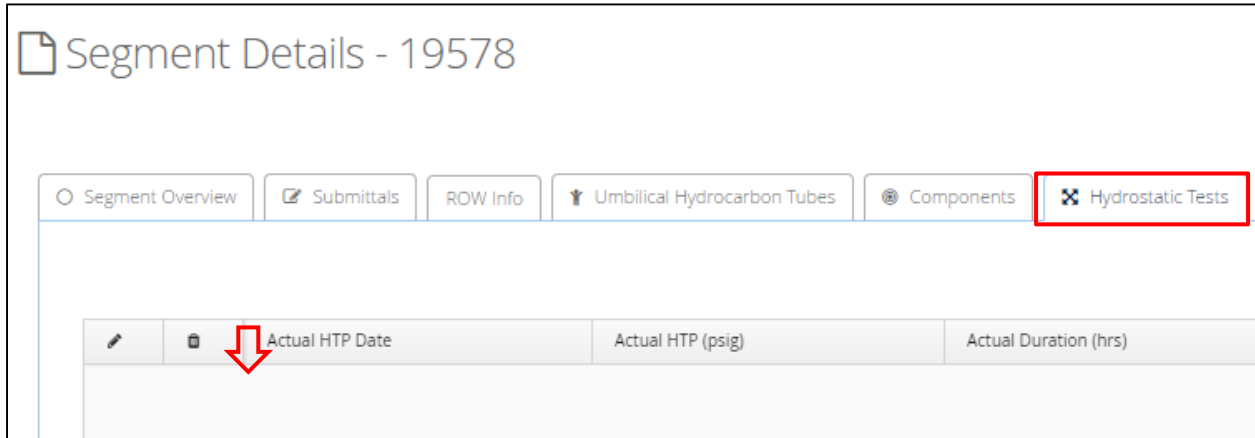 Segment Details - 19578
Segment Overview Submittals ROW Info Umbilical Hydrocarbon Tubes Components Hydrostatic Tests
Actual HTP Date Actual HTP (psig) Actual Duration (hrs)